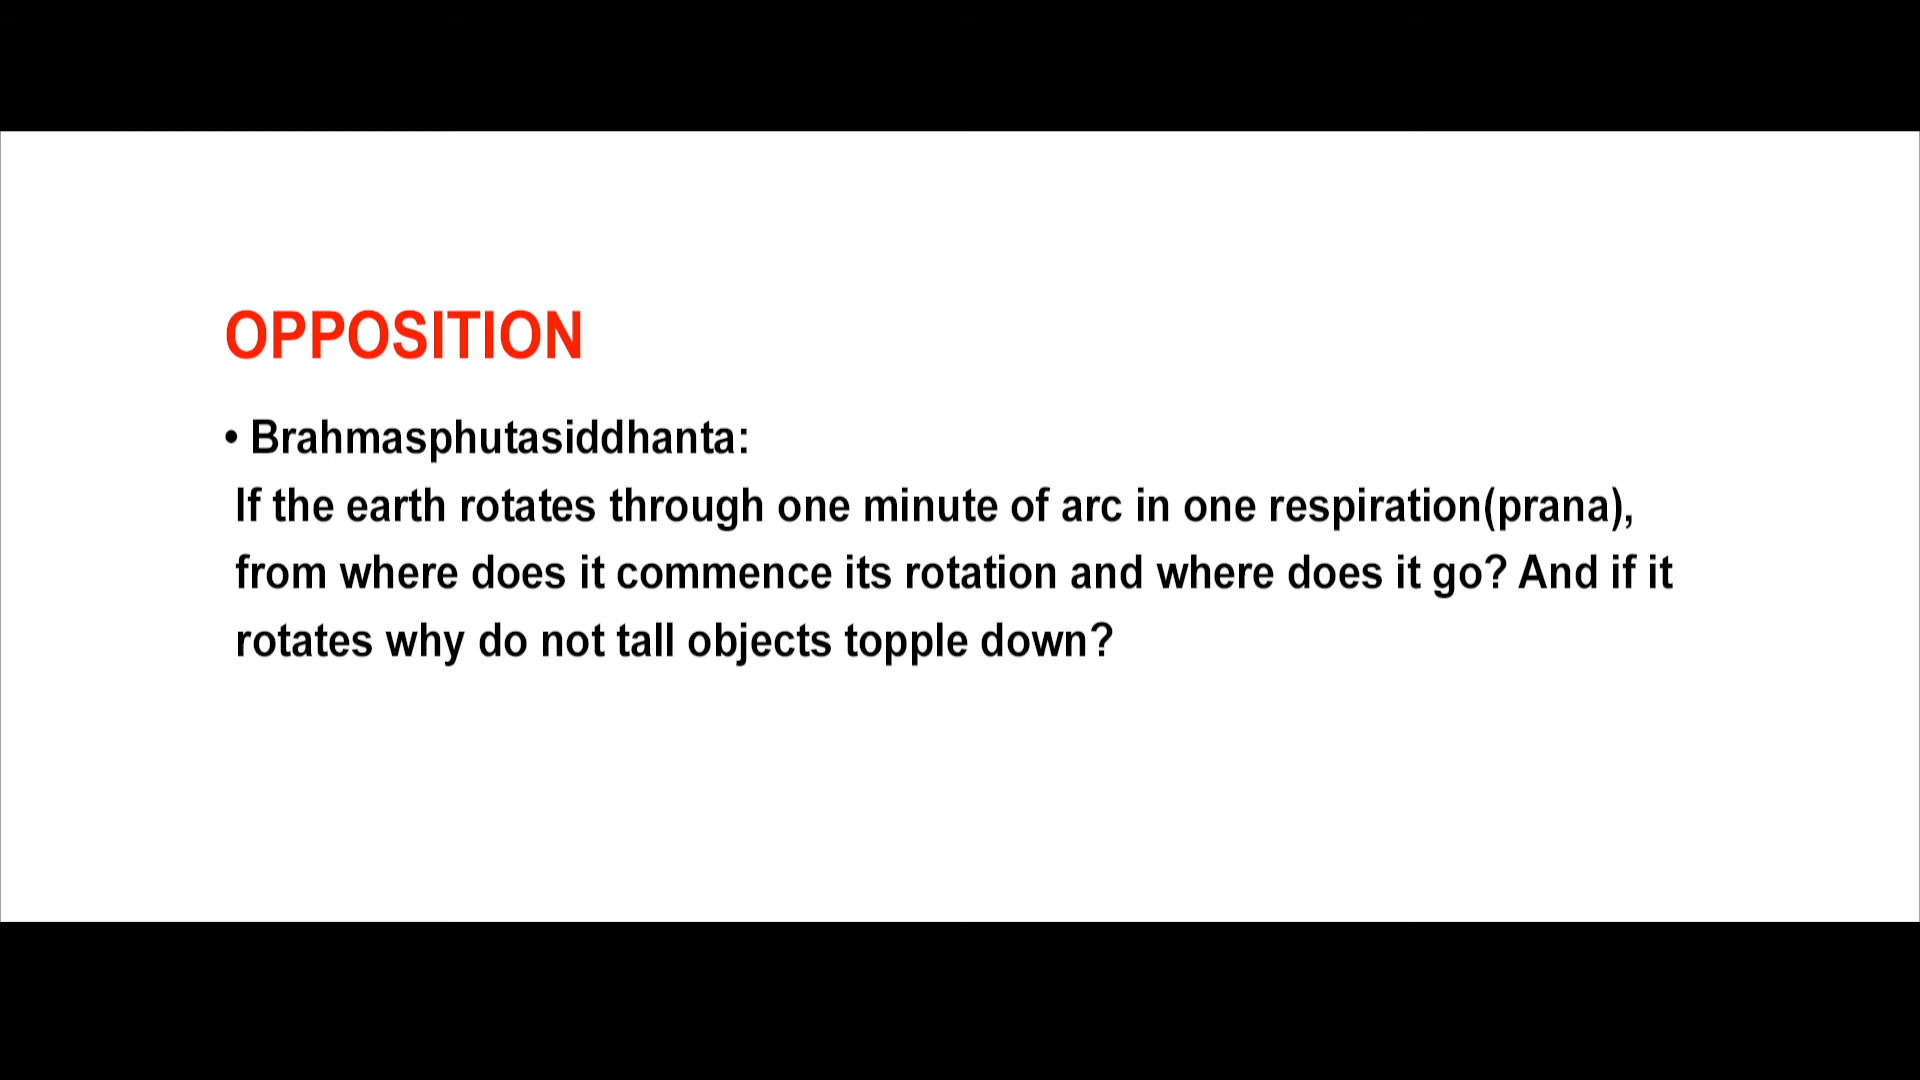 OPPOSITION
• Brahmasphutasiddhanta:
If the earth rotates through one minute of arc in one respiration(prana),
from where does it commence its rotation and where does it go? And if it
rotates why do not tall objects topple down?